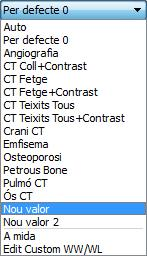 Per defecte 0
Auto
Per defecte 0
Angiografia
CT Coll+Contrast
CT Fetge
CT Fetge+Contrast
CT Teixits Tous
CT Teixits Tous+Contrast
Crani CT
Emfisema
Osteoporosi
Petrous Bone
Pulmó CT
Ós CT
Nou valor
Nou valor 2
A mida
Edit Custom WW/WL